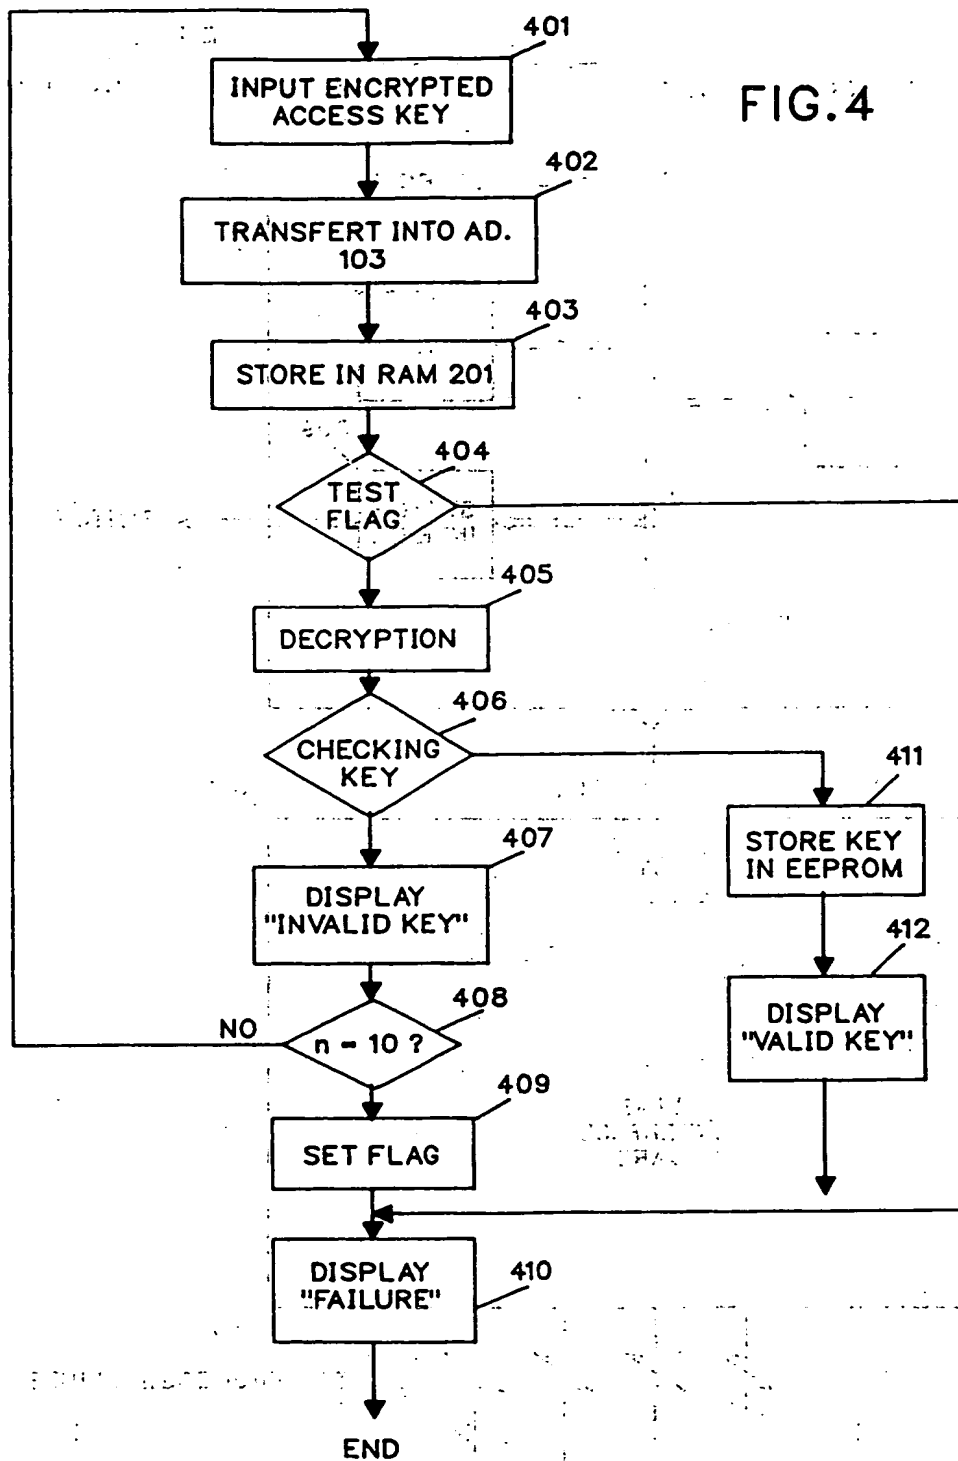 401
INPUT ENCRYPTED
ACCESS KEY
FIG.4
402
TRANSFERT INTO AD.
103
403
STORE IN RAM 201
404
TEST
FLAG
405
DECRYPTION
406
CHECKING
KEY
411
STORE KEY
IN EEPROM
407
DISPLAY
"INVALID KEY"
412
DISPLAY
"VALID KEY"
408
NO
n = 10 ?
409
SET FLAG
410
DISPLAY
"FAILURE"
END